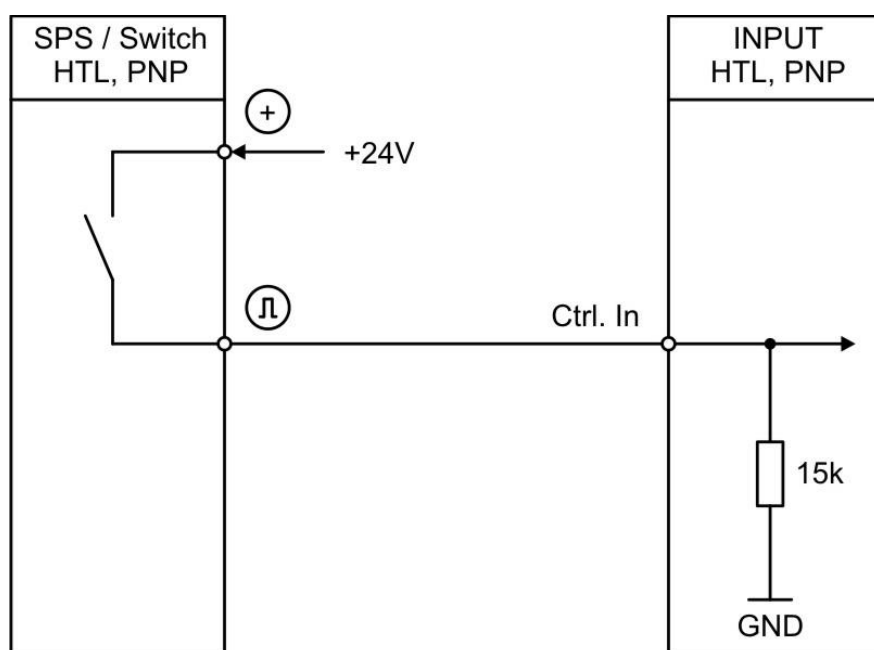 SPS / Switch
HTL, PNP
INPUT
HTL, PNP
+
+24V
Ctrl. In
15k
GND